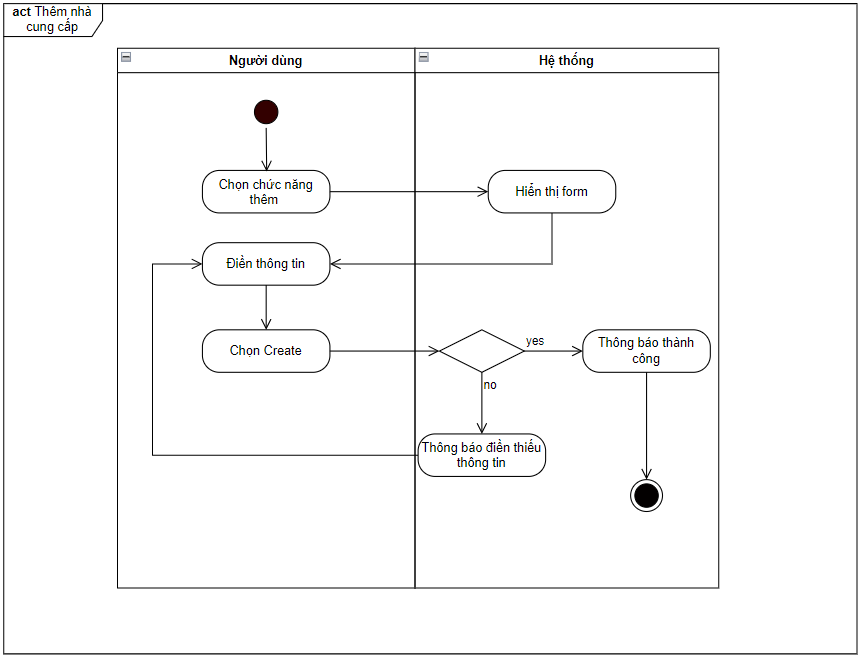 act Thêm nhà
cung cấp
Người dùng
Hệ thống
Chọn chức năng
thêm
Hiển thị form
Điền thông tin
Chọn Create
yes
Thông báo thành
công
no
Thông báo điền thiếu
thông tin